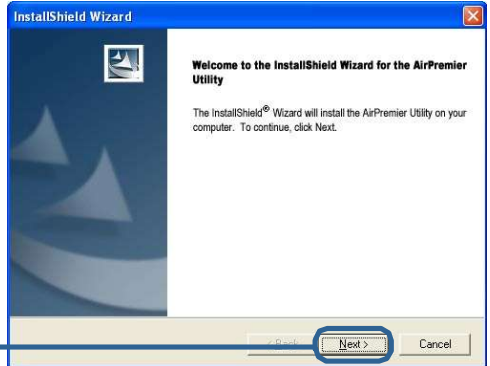 InstallShield Wizard
Welcome to the InstallShield Wizard for the AirPremier
Utility
The InstallShield® Wizard will install the AirPremier Utility on your
computer. To continue, click Next.
< Back
Next >
Cancel